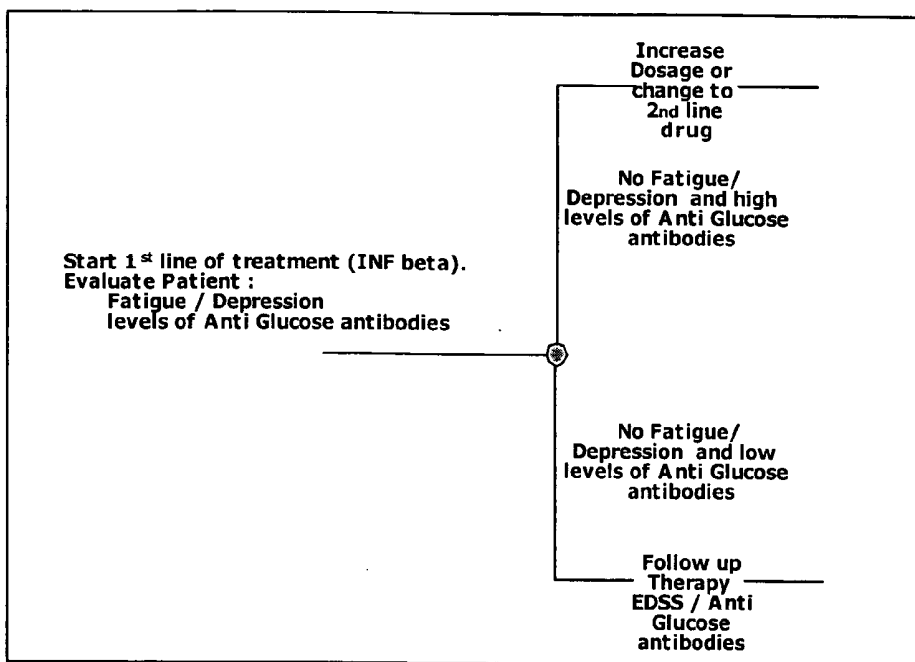 Increase
Dosage or
change to
2nd line
drug
No Fatigue/
Depression and high
levels of Anti Glucose
antibodies
Start 1st line of treatment (INF beta).
Evaluate Patient :
Fatigue / Depression
levels of Anti Glucose antibodies
No Fatigue/
Depression and low
levels of Anti Glucose
antibodies
Follow up
Therapy
EDSS / Anti
Glucose
antibodies